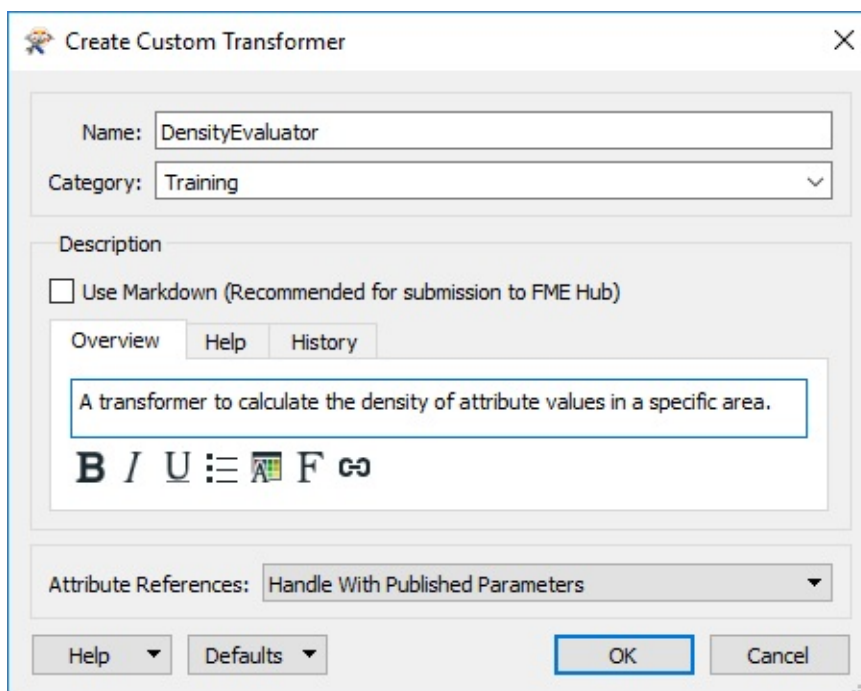 Create Custom Transformer
Name: DensityEvaluator
Category: Training
Description
Use Markdown (Recommended for submission to FME Hub)
Overview Help History
A transformer to calculate the density of attribute values in a specific area.
B I U A F
Attribute References: Handle With Published Parameters
Help Defaults OK Cancel